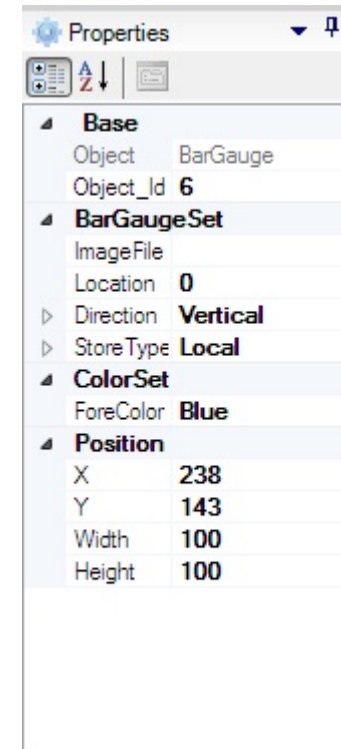 Properties
Base
Object BarGauge
Object_Id 6
BarGaugeSet
ImageFile
Location 0
Direction Vertical
StoreType Local
ColorSet
ForeColor Blue
Position
X 238
Y 143
Width 100
Height 100